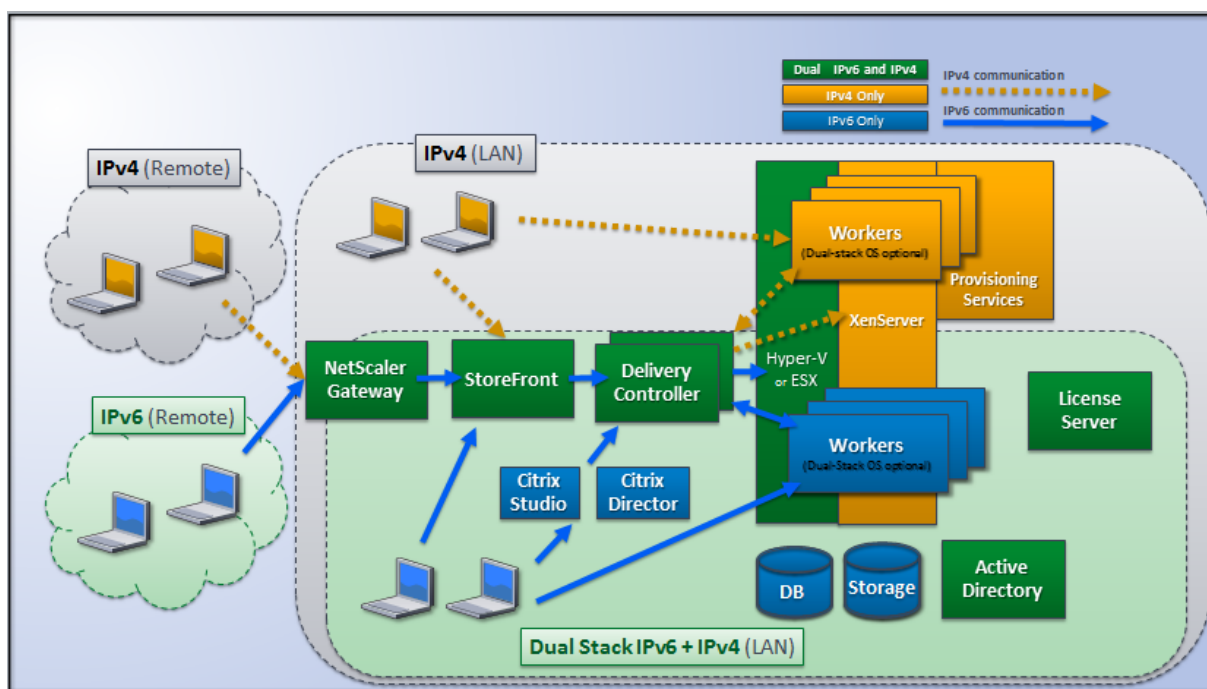 Dual IPv6 and IPv4
IPv4 Only
IPv6 Only
IPv4 communication
IPv6 communication
IPv4 (Remote)
IPv4 (LAN)
Workers
(Dual-stack OS optional)
Provisioning
Services
XenServer
Hyper-V
or ESX
NetScaler
Gateway
StoreFront
Delivery
Controller
License
Server
IPv6 (Remote)
Workers
(Dual-Stack OS optional)
Citrix
Studio
Citrix
Director
DB
Storage
Active
Directory
Dual Stack IPv6 + IPv4 (LAN)